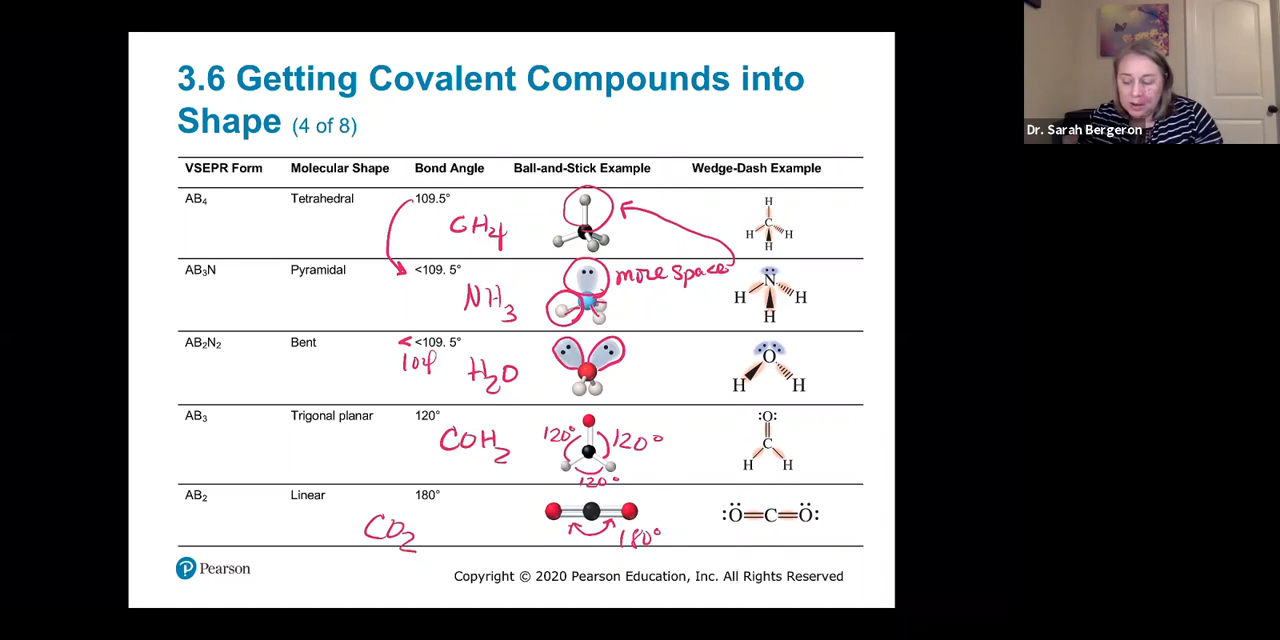 3.6 Getting Covalent Compounds into
Shape (4 of 8)
Dr. Sarah Bergeron
VSEPR Form Molecular Shape Bond Angle Ball-and-Stick Example Wedge-Dash Example
AB₄ Tetrahedral 109.5°
CH₄
H
C
H H
H
AB₃N Pyramidal <109. 5°
more space
NH₃
N
H H
H
AB₂N₂ Bent < <109. 5°
104
H₂O
O
H H
AB₃ Trigonal planar 120°
COH₂
120° 120°
120°
:O:
C
H H
AB₂ Linear 180°
CO₂
180°
:Ö=C=Ö:
Pearson
Copyright © 2020 Pearson Education, Inc. All Rights Reserved